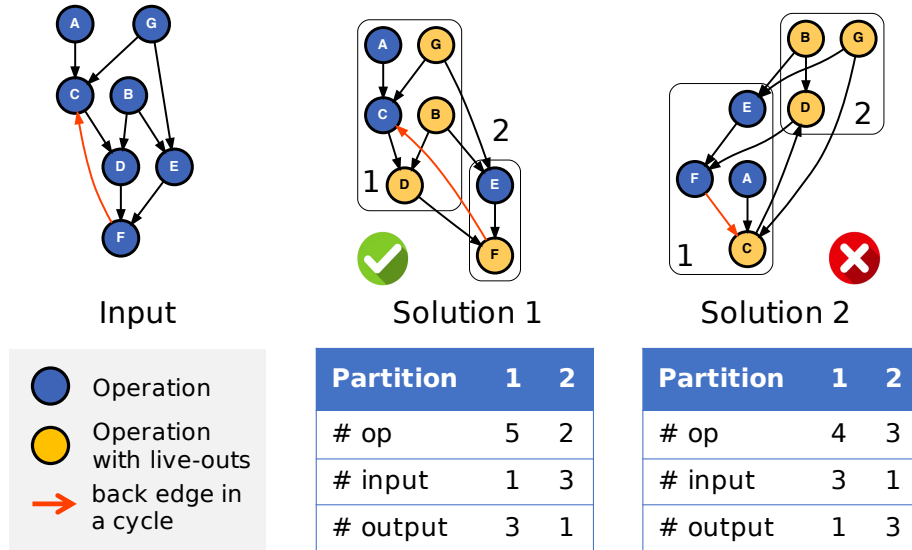 A G
C B
D E
F
Input
A G
C B
2
1 D E
F
Solution 1
B G
E D 2
F A
1 C
Solution 2
Operation
Operation
with live-outs
back edge in
a cycle
Partition 1 2
# op 5 2
# input 1 3
# output 3 1
Partition 1 2
# op 4 3
# input 3 1
# output 1 3